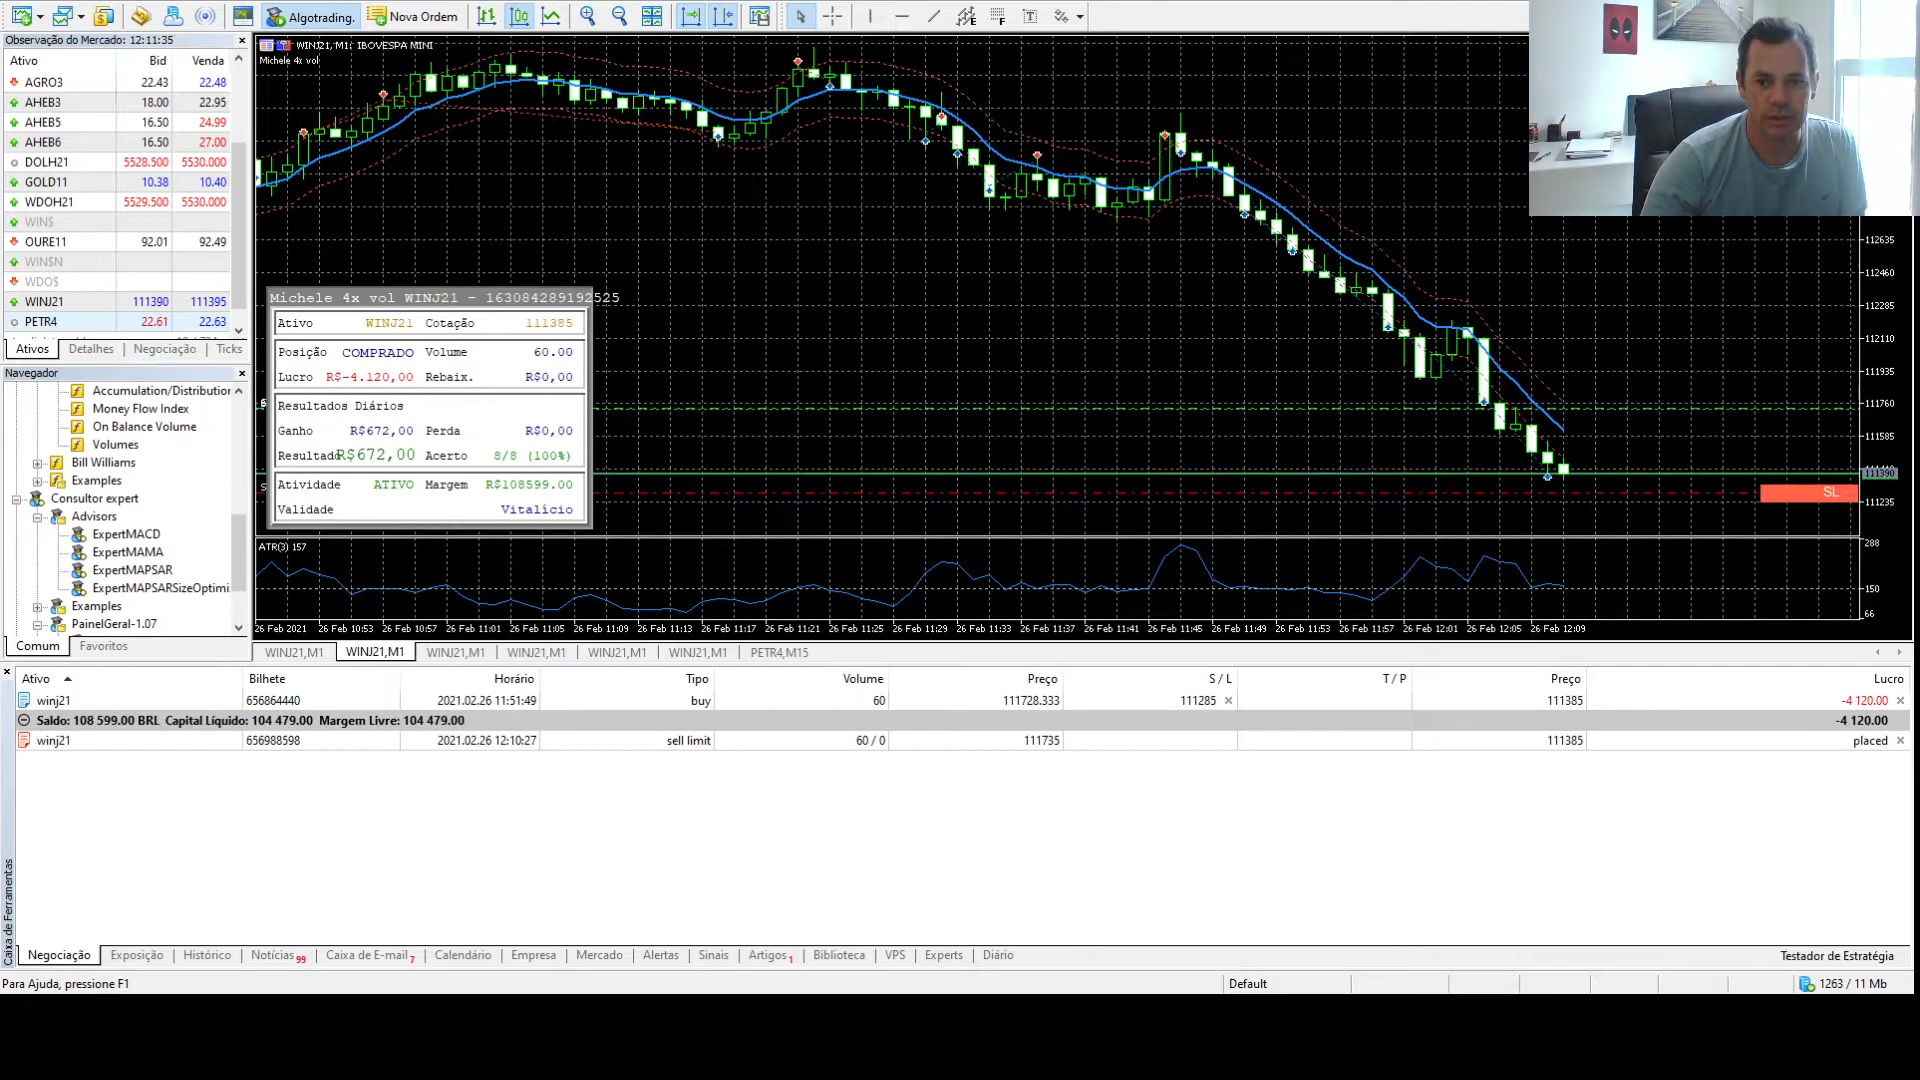 Algotrading.
Nova Ordem
Observação do Mercado: 12:11:35
Ativo Bid Venda
AGRO3 22.43 22.48
AHEB3 18.00 22.95
AHEB5 16.50 24.99
AHEB6 16.50 27.00
DOLH21 5528.500 5530.000
GOLD11 10.38 10.40
WDOH21 5529.500 5530.000
WIN$
OURE11 92.01 92.49
WIN$N
WDO$
WINJ21 111390 111395
PETR4 22.61 22.63
Ativos Detalhes Negociação Ticks
Navegador
Accumulation/Distribution
Money Flow Index
On Balance Volume
Volumes
Bill Williams
Examples
Consultor expert
Advisors
ExpertMACD
ExpertMAMA
ExpertMAPSAR
ExpertMAPSARSizeOptimi
Examples
PainelGeral-1.07
Comum Favoritos
WINJ21, M1: IBOVESPA MINI
Michele 4x vol
Michele 4x vol WINJ21 - 163084289192525
Ativo WINJ21 Cotação 111385
Posição COMPRADO Volume 60.00
Lucro R$-4.120,00 Rebaix. R$0,00
Resultados Diários
Ganho R$672,00 Perda R$0,00
Resultado R$672,00 Acerto 8/8 (100%)
Atividade ATIVO Margem R$108599.00
Validade Vitalício
112635
112460
112285
112110
111935
111760
111585
111390
SL
111235
ATR(3) 157
288
150
66
26 Feb 2021 26 Feb 10:53 26 Feb 10:57 26 Feb 11:01 26 Feb 11:05 26 Feb 11:09 26 Feb 11:13 26 Feb 11:17 26 Feb 11:21 26 Feb 11:25 26 Feb 11:29 26 Feb 11:33 26 Feb 11:37 26 Feb 11:41 26 Feb 11:45 26 Feb 11:49 26 Feb 11:53 26 Feb 11:57 26 Feb 12:01 26 Feb 12:05 26 Feb 12:09
WINJ21,M1 WINJ21,M1 WINJ21,M1 WINJ21,M1 WINJ21,M1 WINJ21,M1 PETR4,M15
Ativo Bilhete Horário Tipo Volume Preço S / L T / P Preço Lucro
winj21 656864440 2021.02.26 11:51:49 buy 60 111728.333 111285 111385 -4 120.00
Saldo: 108 599.00 BRL Capital Líquido: 104 479.00 Margem Livre: 104 479.00 -4 120.00
winj21 656988598 2021.02.26 12:10:27 sell limit 60 / 0 111735 111385 placed
Caixa de Ferramentas
Negociação Exposição Histórico Notícias 99 Caixa de E-mail 7 Calendário Empresa Mercado Alertas Sinais Artigos 1 Biblioteca VPS Experts Diário Testador de Estratégia
Para Ajuda, pressione F1 Default 1263 / 11 Mb